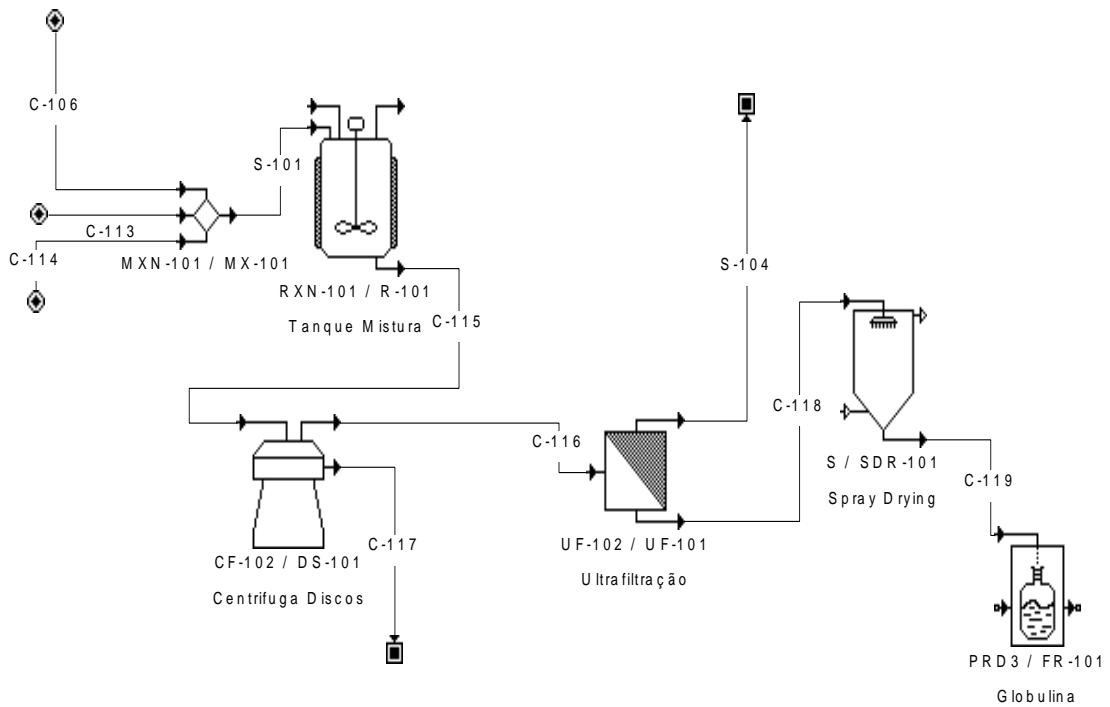 C-106
S-101
C-113
C-114
MXN-101 / MX-101
RXN-101 / R-101
Tanque Mistura
C-115
S-104
C-116
C-118
S / SDR-101
Spray Drying
C-119
C-117
CF-102 / DS-101
Centrifuga Discos
UF-102 / UF-101
Ultrafiltração
PRD3 / FR-101
Globulina